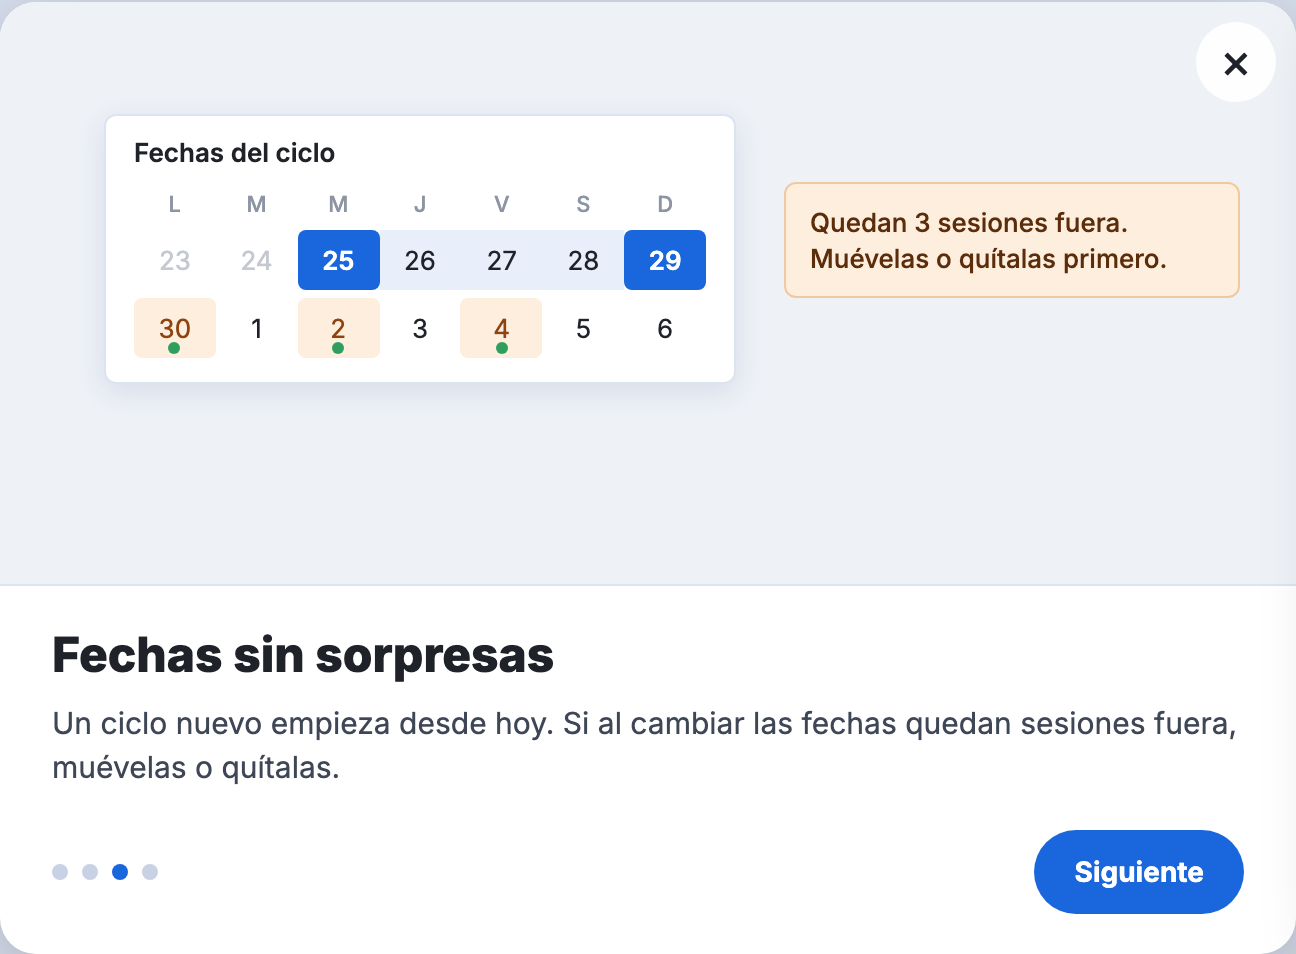 Fechas del ciclo
L M M J V S D
23 24 25 26 27 28 29
30 1 2 3 4 5 6
Quedan 3 sesiones fuera.
Muévelas o quítalas primero.
Fechas sin sorpresas
Un ciclo nuevo empieza desde hoy. Si al cambiar las fechas quedan sesiones fuera,
muévelas o quítalas.
Siguiente